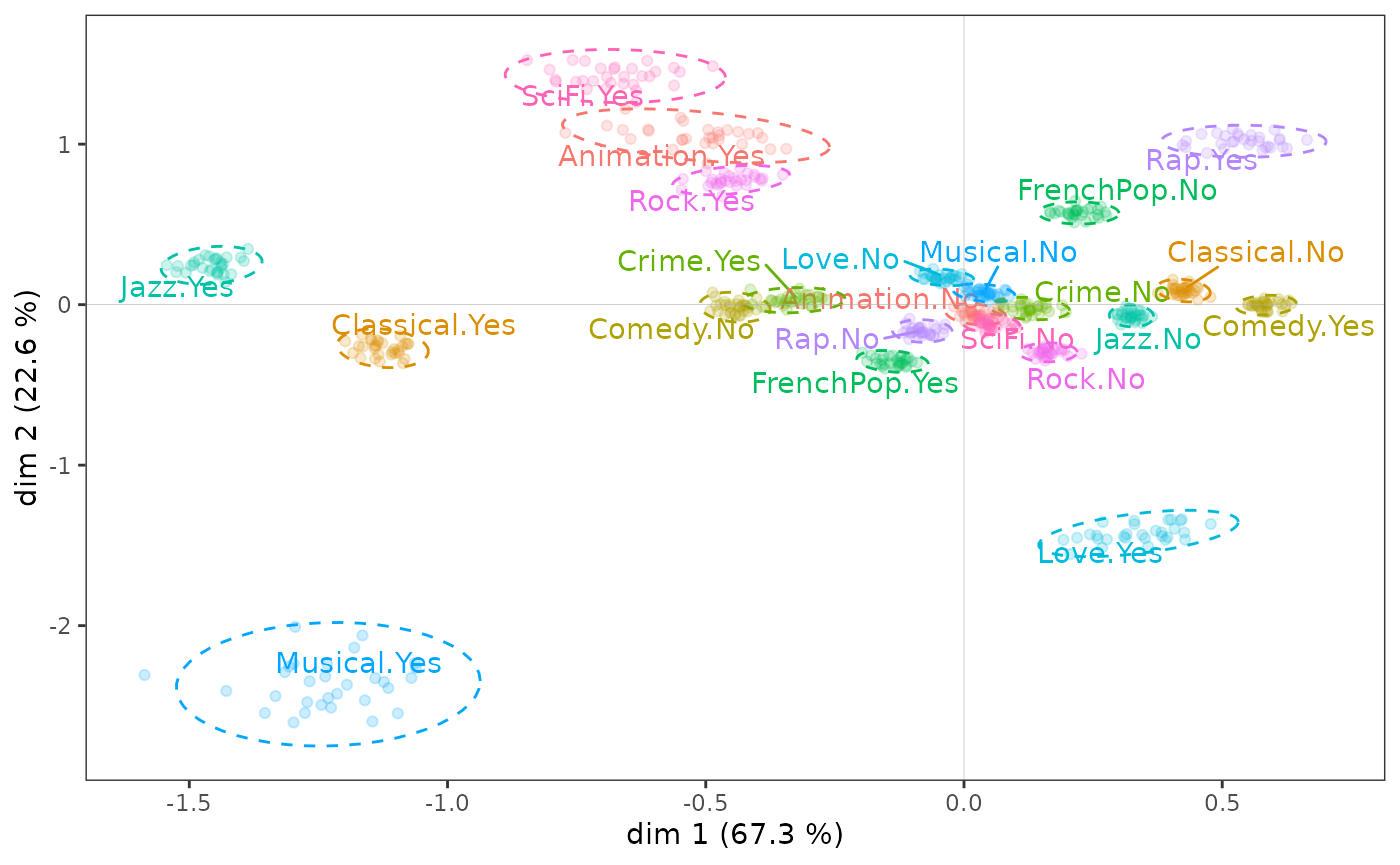 SciFi.Yes
1
Animation.Yes
Rap.Yes
Rock.Yes
FrenchPop.No
Crime.Yes
Love.No
Musical.No
Classical.No
Jazz.Yes
Animation.No
Crime.No
0
Classical.Yes
Comedy.No
Rap.No
SciFi.No
Jazz.No
Comedy.Yes
FrenchPop.Yes
Rock.No
dim 2 (22.6 %)
-1
Love.Yes
-2
Musical.Yes
-1.5
-1.0
-0.5
0.0
0.5
dim 1 (67.3 %)